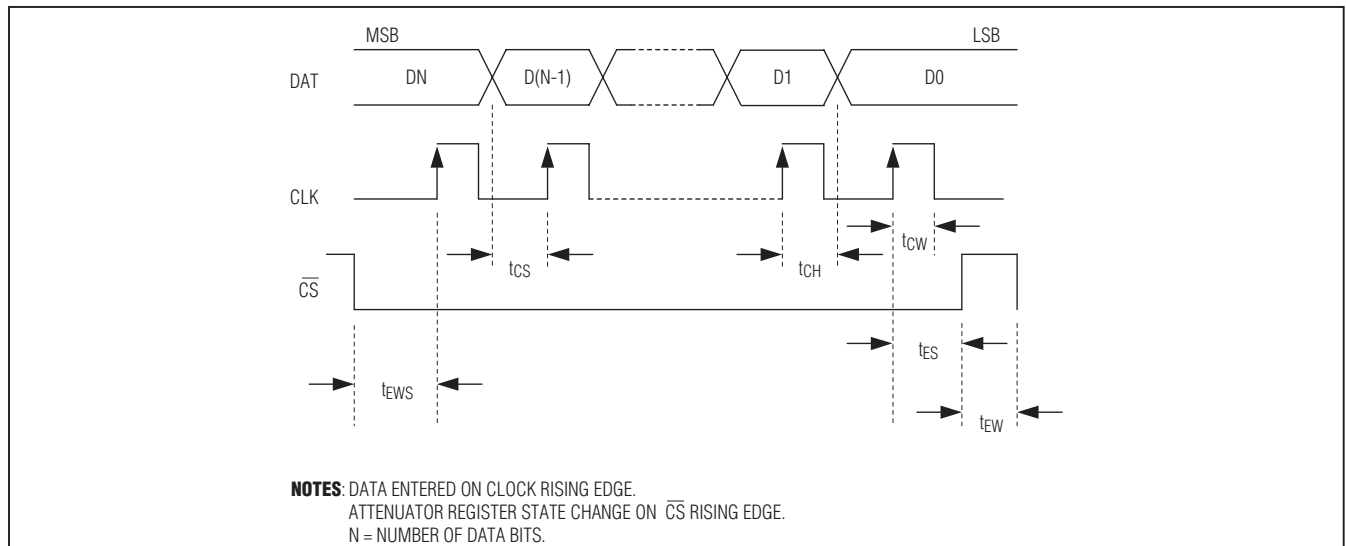 MSB LSB
DAT DN D(N-1) D1 D0
CLK
tCW
tCS tCH
CS
tES
tEWS
tEW
NOTES: DATA ENTERED ON CLOCK RISING EDGE.
ATTENUATOR REGISTER STATE CHANGE ON CS RISING EDGE.
N = NUMBER OF DATA BITS.